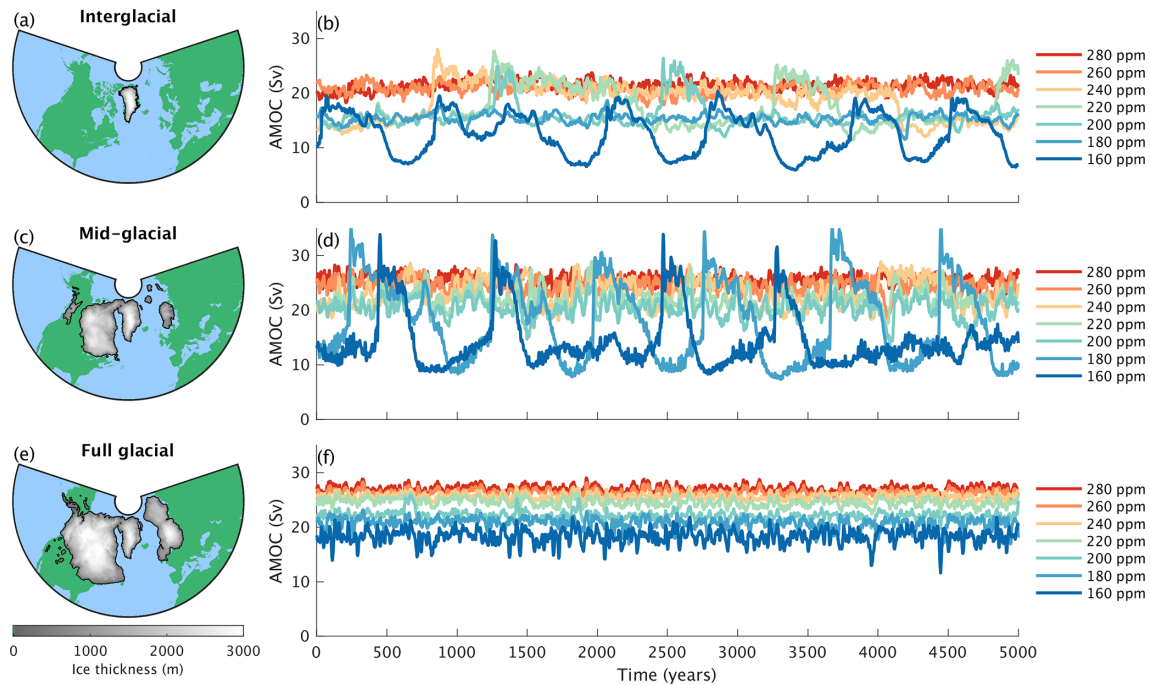 (a)
Interglacial
(b)
30
20
10
0
AMOC (Sv)
280 ppm
260 ppm
240 ppm
220 ppm
200 ppm
180 ppm
160 ppm
(c)
Mid-glacial
(d)
30
20
10
0
AMOC (Sv)
280 ppm
260 ppm
240 ppm
220 ppm
200 ppm
180 ppm
160 ppm
(e)
Full glacial
(f)
30
20
10
0
AMOC (Sv)
280 ppm
260 ppm
240 ppm
220 ppm
200 ppm
180 ppm
160 ppm
0 1000 2000 3000
Ice thickness (m)
0 500 1000 1500 2000 2500 3000 3500 4000 4500 5000
Time (years)